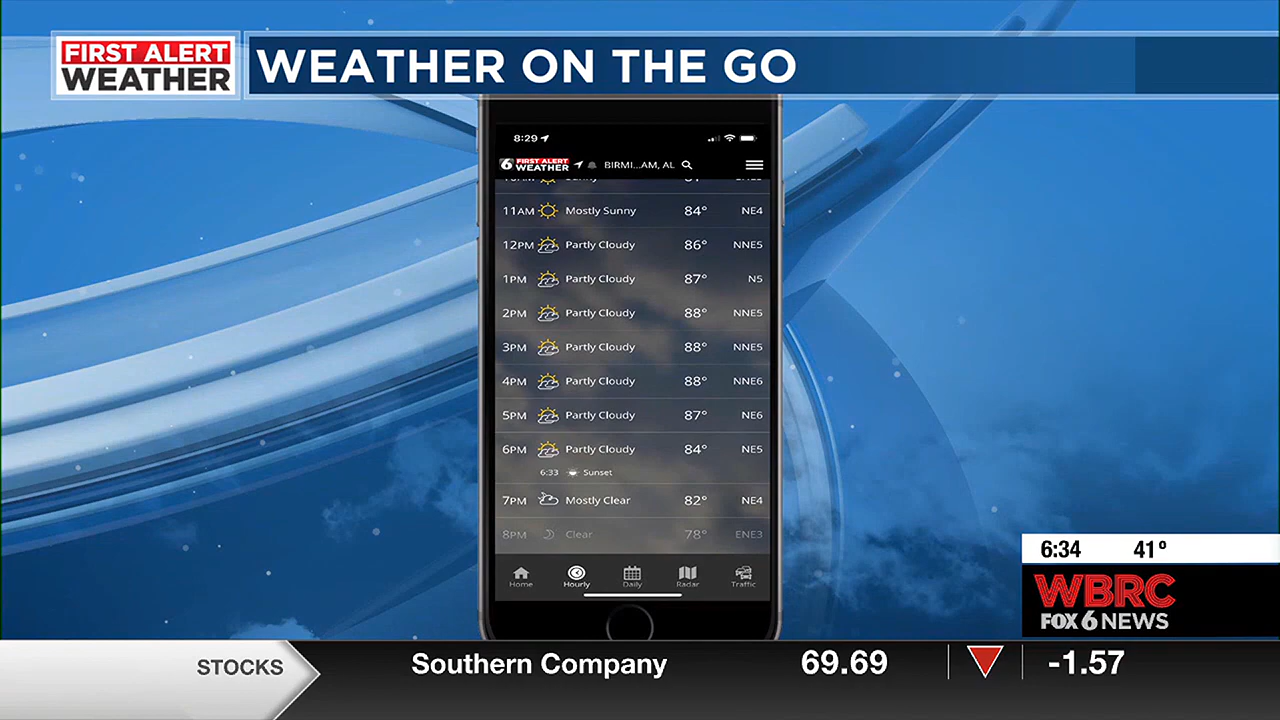 FIRST ALERT
WEATHER
WEATHER ON THE GO
8:29
6 FIRST ALERT WEATHER BIRMI...AM, AL
11AM Mostly Sunny 84° NE4
12PM Partly Cloudy 86° NNE5
1PM Partly Cloudy 87° N5
2PM Partly Cloudy 88° NNE5
3PM Partly Cloudy 88° NNE5
4PM Partly Cloudy 88° NNE6
5PM Partly Cloudy 87° NE6
6PM Partly Cloudy 84° NE5
6:33 Sunset
7PM Mostly Clear 82° NE4
8PM Clear 78° ENE3
Home Hourly Daily Radar Traffic
6:34 41°
WBRC
FOX 6 NEWS
STOCKS Southern Company 69.69 -1.57